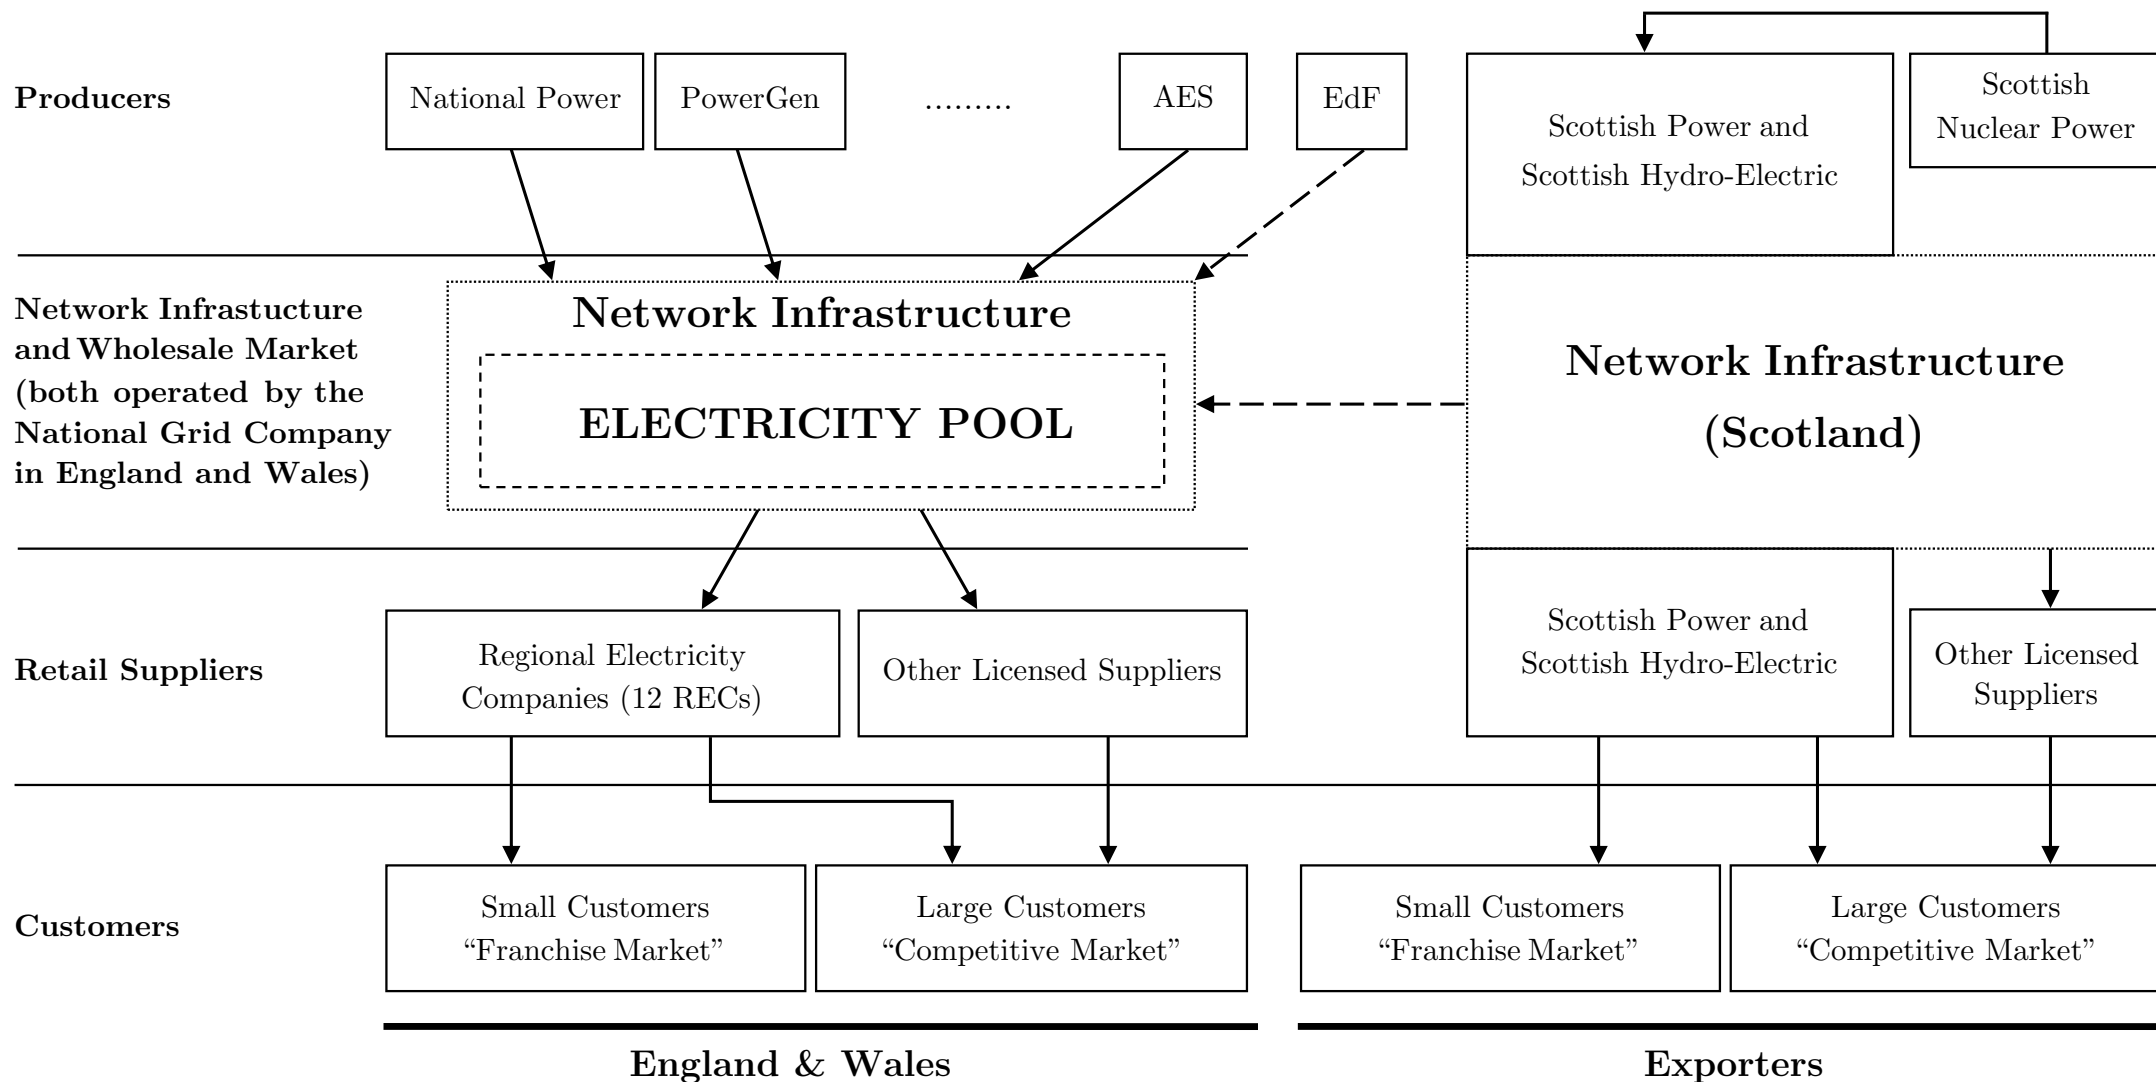 Producers
National Power
PowerGen
.........
AES
EdF
Scottish Power and
Scottish Hydro-Electric
Scottish
Nuclear Power
Network Infrastucture
and Wholesale Market
(both operated by the
National Grid Company
in England and Wales)
Network Infrastructure
ELECTRICITY POOL
Network Infrastructure
(Scotland)
Retail Suppliers
Regional Electricity
Companies (12 RECs)
Other Licensed Suppliers
Scottish Power and
Scottish Hydro-Electric
Other Licensed
Suppliers
Customers
Small Customers
“Franchise Market”
Large Customers
“Competitive Market”
Small Customers
“Franchise Market”
Large Customers
“Competitive Market”
England & Wales
Exporters